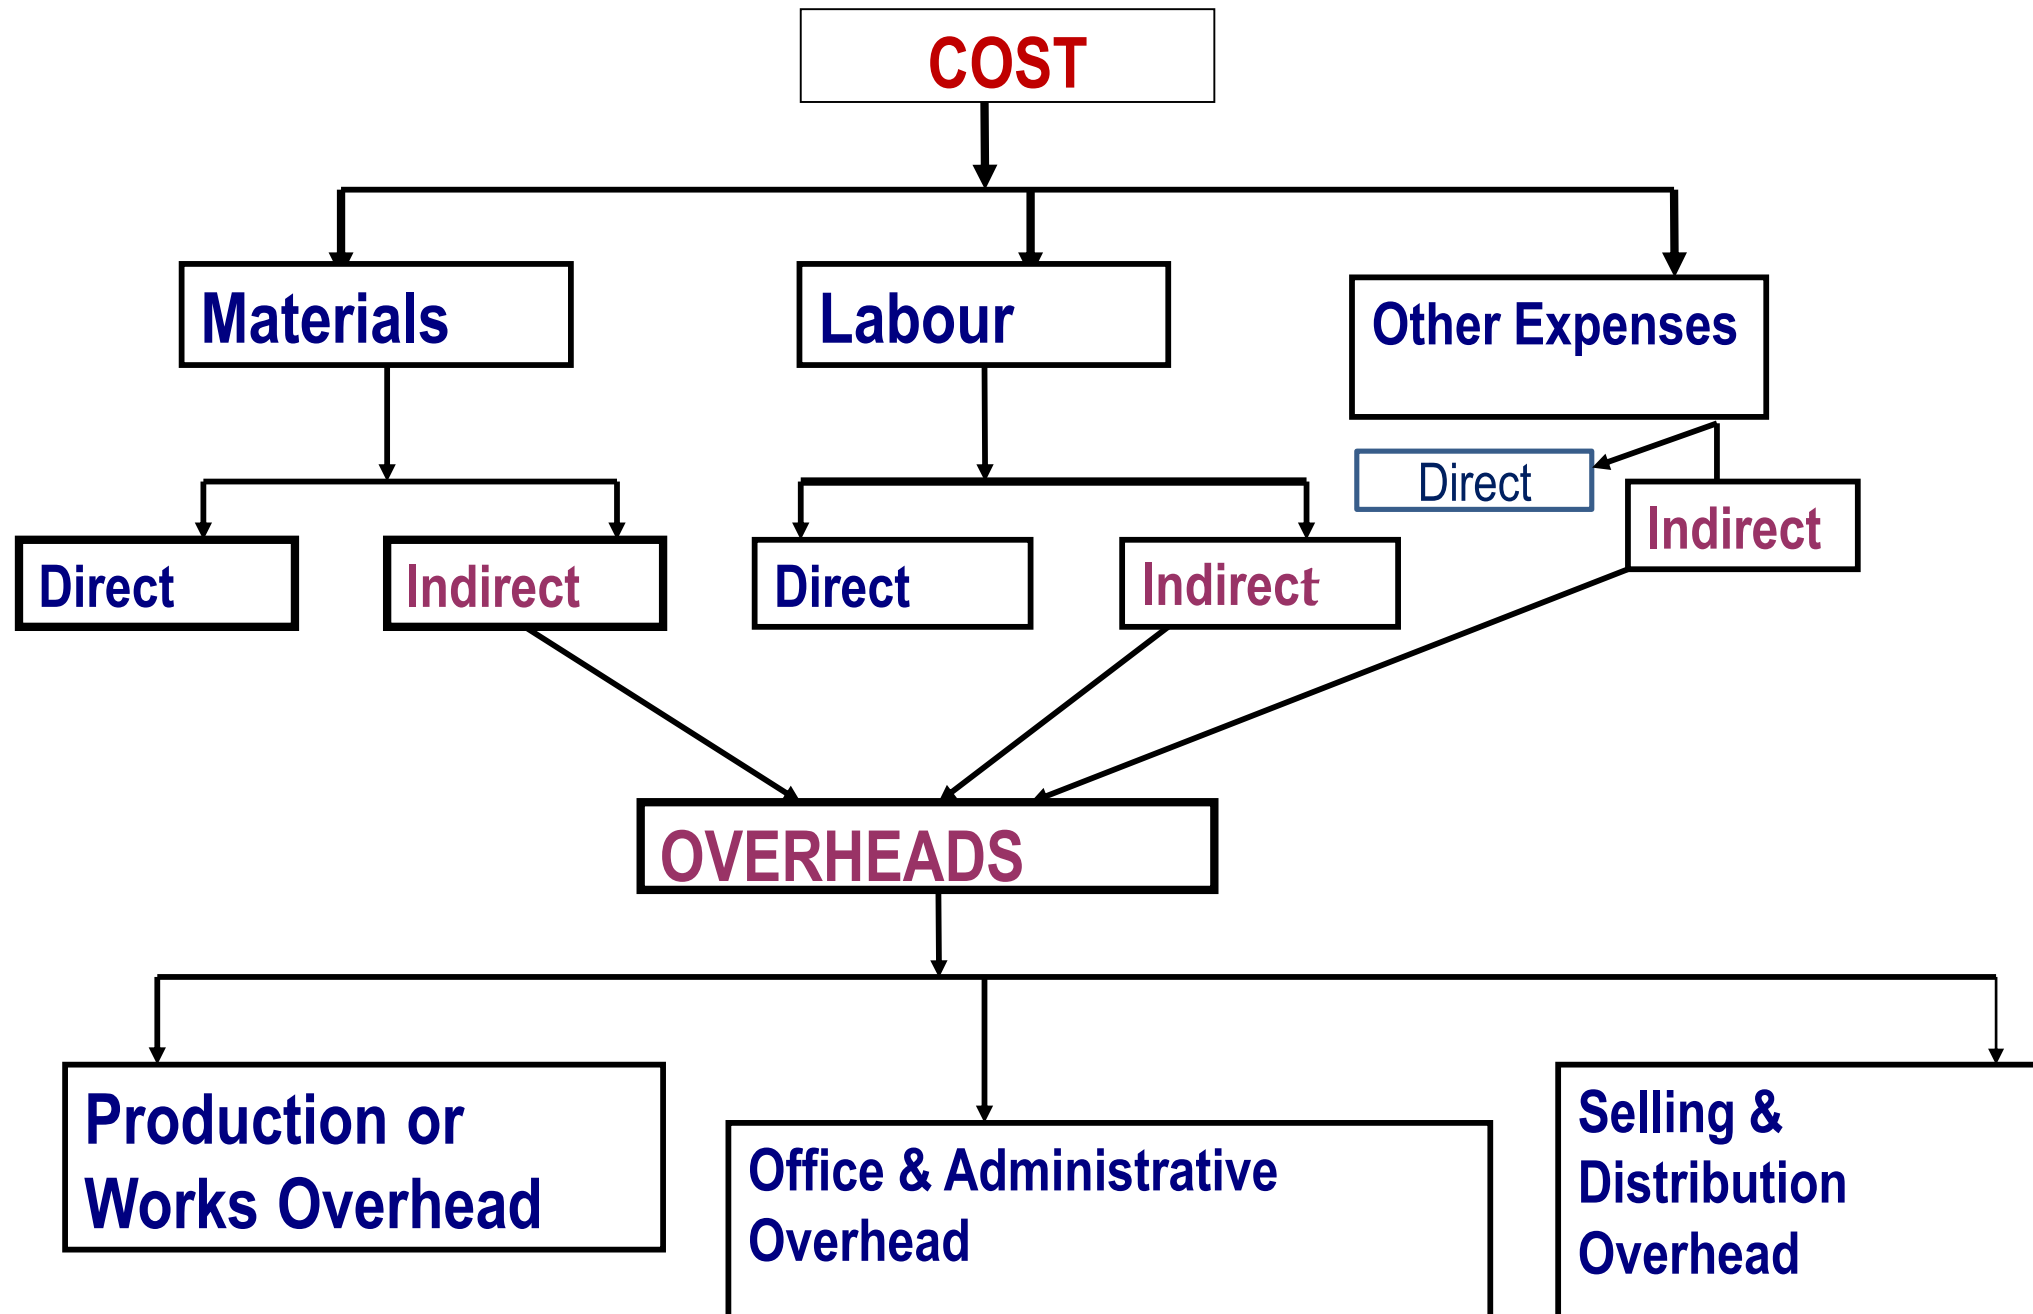 COST
Materials
Labour
Other Expenses
Direct
Indirect
Direct
Indirect
Direct
Indirect
OVERHEADS
Production or
Works Overhead
Office & Administrative
Overhead
Selling &
Distribution
Overhead